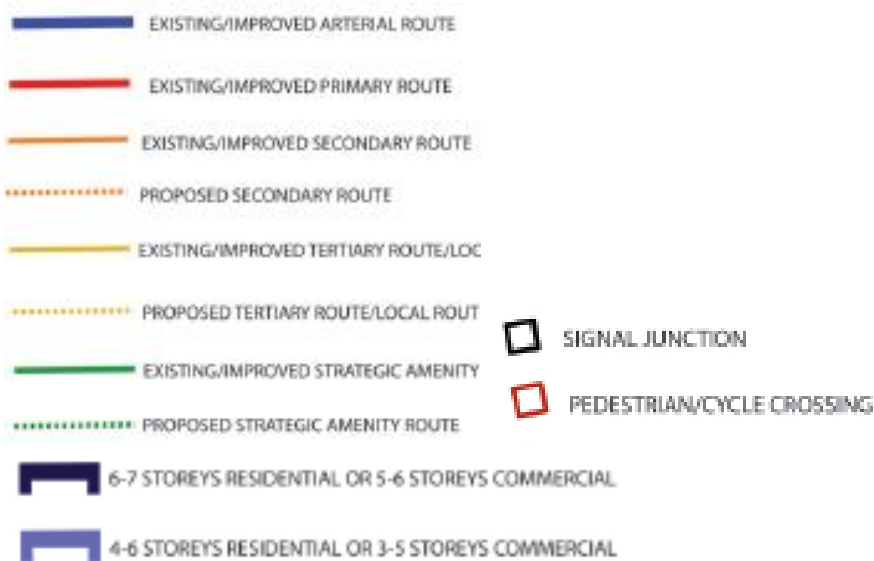 EXISTING/IMPROVED ARTERIAL ROUTE
EXISTING/IMPROVED PRIMARY ROUTE
EXISTING/IMPROVED SECONDARY ROUTE
PROPOSED SECONDARY ROUTE
EXISTING/IMPROVED TERTIARY ROUTE/LOC
PROPOSED TERTIARY ROUTE/LOCAL ROUT
EXISTING/IMPROVED STRATEGIC AMENITY
PROPOSED STRATEGIC AMENITY ROUTE
SIGNAL JUNCTION
PEDESTRIAN/CYCLE CROSSING
6-7 STOREYS RESIDENTIAL OR 5-6 STOREYS COMMERCIAL
4-6 STOREYS RESIDENTIAL OR 3-5 STOREYS COMMERCIAL